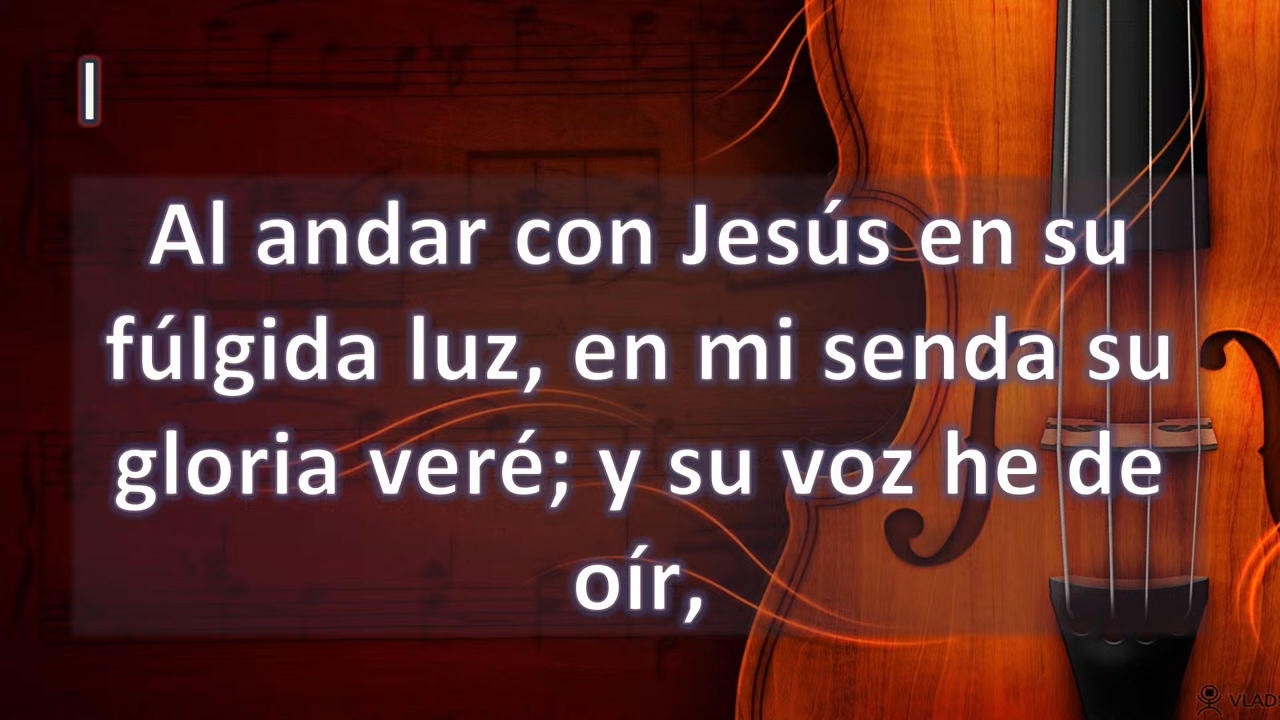 I
Al andar con Jesús en su
fúlgida luz, en mi senda su
gloria veré; y su voz he de
oír,